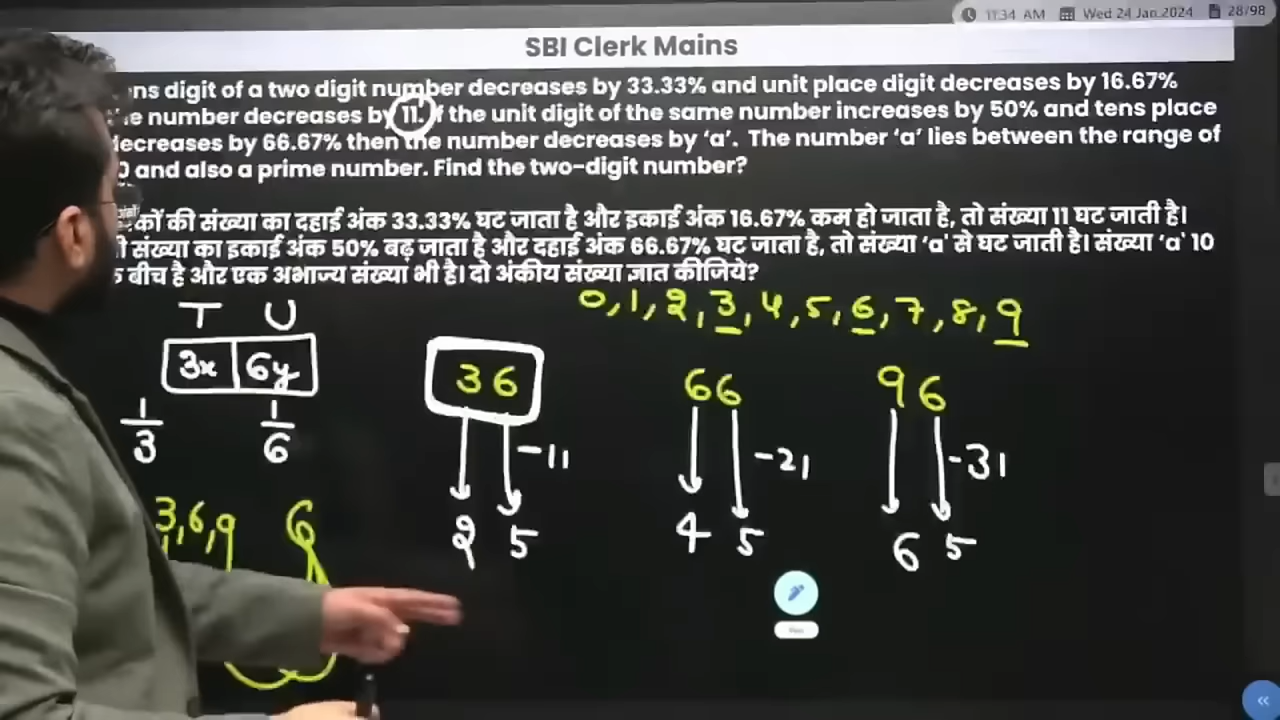 11:34 AM Wed 24 Jan 2024 28/98
SBI Clerk Mains
ens digit of a two digit number decreases by 33.33% and unit place digit decreases by 16.67%
e number decreases by 11. If the unit digit of the same number increases by 50% and tens place
decreases by 66.67% then the number decreases by ‘a’. The number ‘a’ lies between the range of
0 and also a prime number. Find the two-digit number?
कों की संख्या का दहाई अंक 33.33% घट जाता है और इकाई अंक 16.67% कम हो जाता है, तो संख्या 11 घट जाती है।
संख्या का इकाई अंक 50% बढ़ जाता है और दहाई अंक 66.67% घट जाता है, तो संख्या ‘a' से घट जाती है। संख्या ‘a' 10
बीच है और एक अभाज्य संख्या भी है। दो अंकीय संख्या ज्ञात कीजिये?
0,1,2,3,4,5,6,7,8,9
T U
3x 6y
1/3 1/6
3,6,9 6
36
-11
2 5
66
-21
4 5
96
-31
6 5